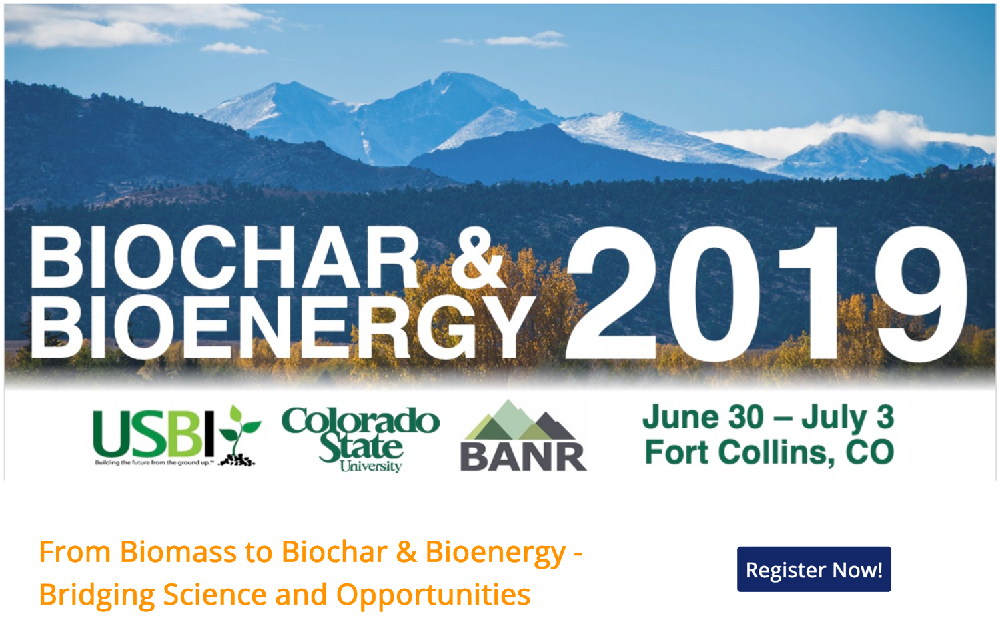 BIOCHAR &
BIOENERGY
2019
USBI
Building the future from the ground up.™
Colorado
State
University
BANR
June 30 – July 3
Fort Collins, CO
From Biomass to Biochar & Bioenergy -
Bridging Science and Opportunities
Register Now!